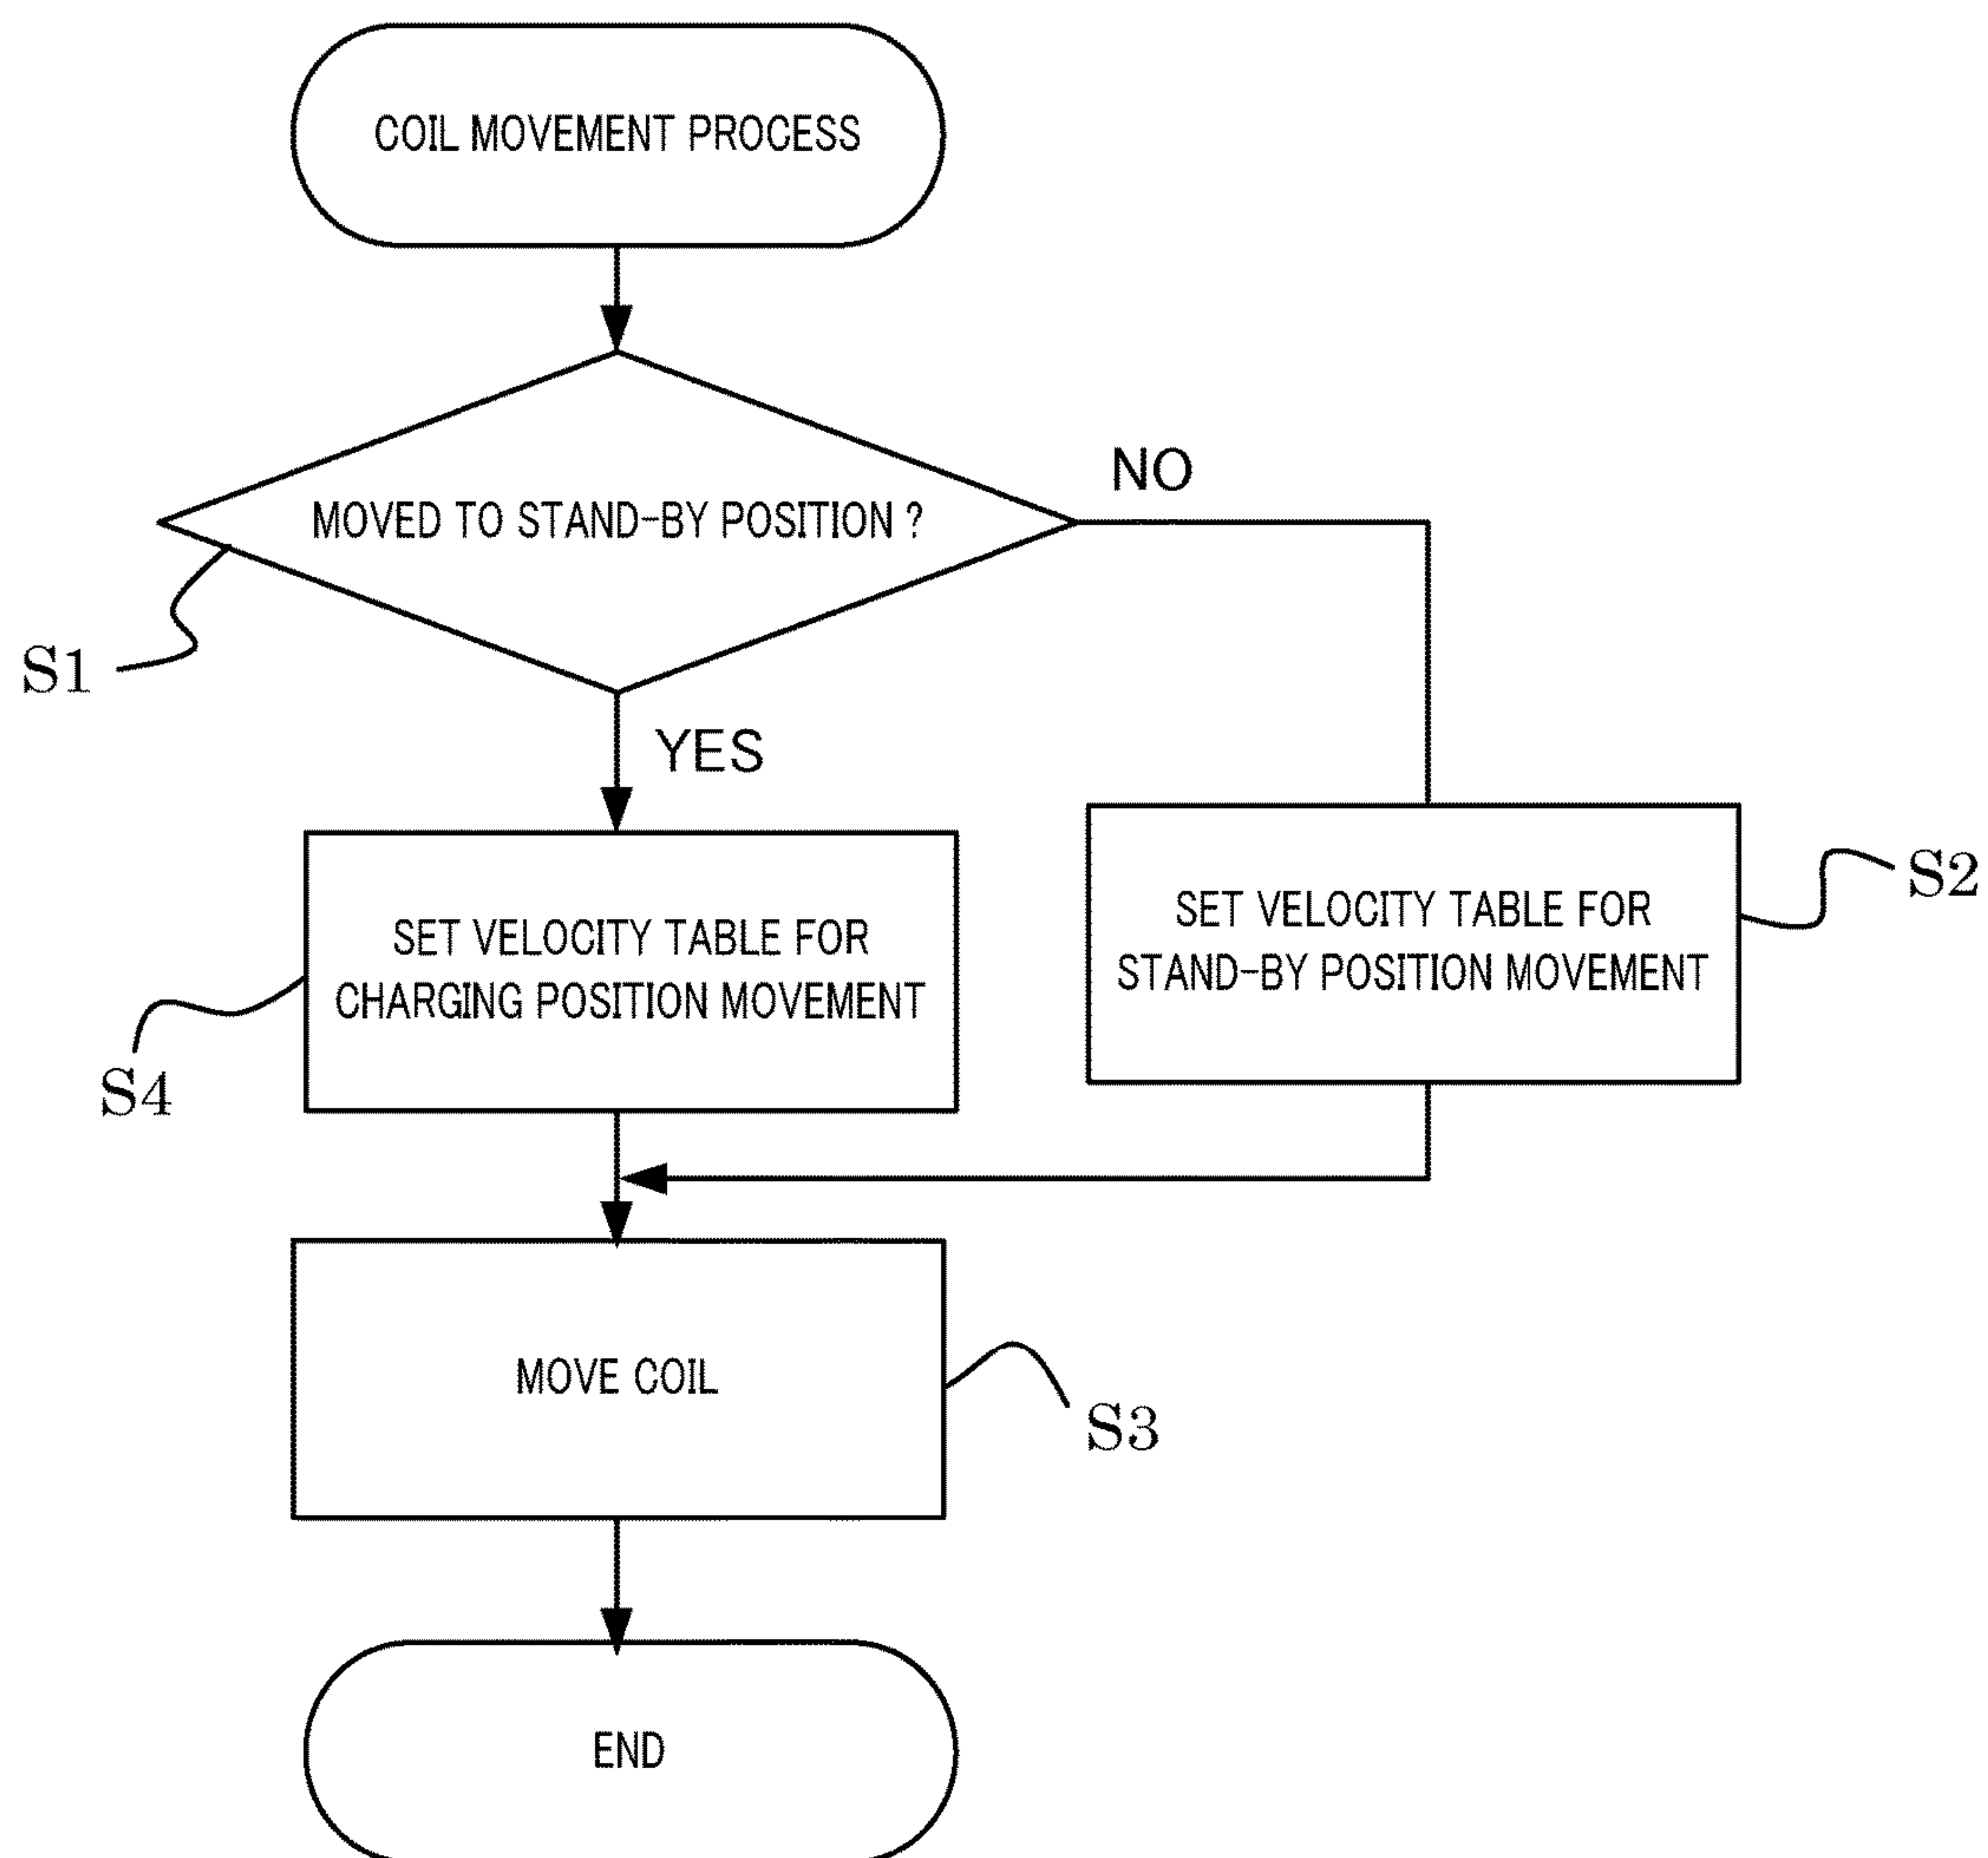 COIL MOVEMENT PROCESS
MOVED TO STAND-BY POSITION ?
NO
S1
YES
SET VELOCITY TABLE FOR
CHARGING POSITION MOVEMENT
S4
SET VELOCITY TABLE FOR
STAND-BY POSITION MOVEMENT
S2
MOVE COIL
S3
END